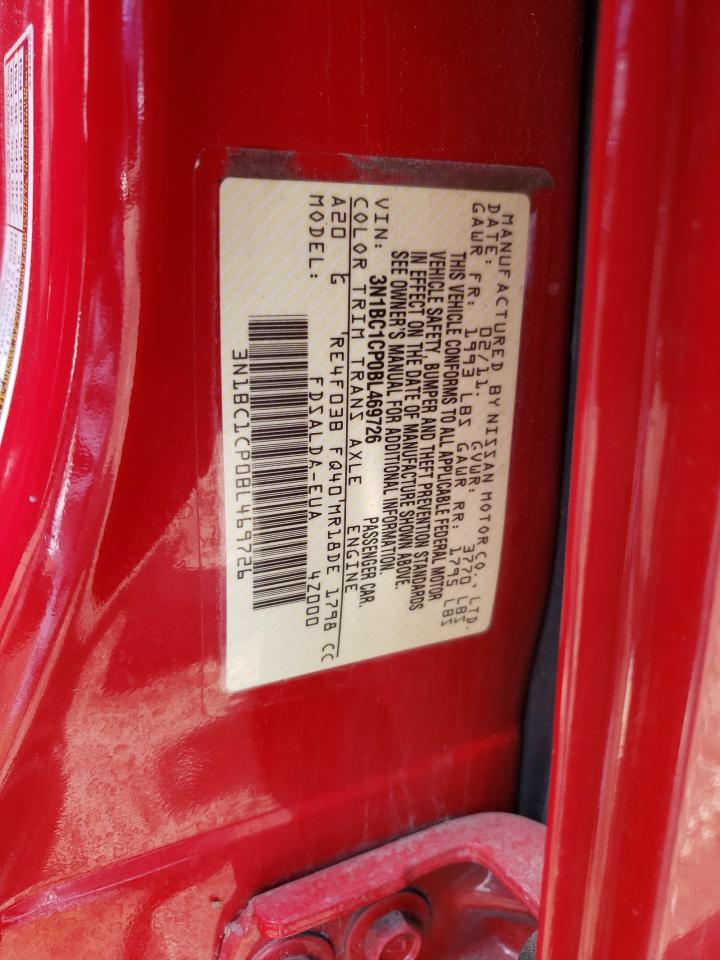 MANUFACTURED BY NISSAN MOTOR CO., LTD.
DATE: 02/11. GVWR: 3770 LBS
GAWR FR: 1993 LBS GAWR RR: 1795 LBS
THIS VEHICLE CONFORMS TO ALL APPLICABLE FEDERAL MOTOR
VEHICLE SAFETY, BUMPER AND THEFT PREVENTION STANDARDS
IN EFFECT ON THE DATE OF MANUFACTURE SHOWN ABOVE.
SEE OWNER'S MANUAL FOR ADDITIONAL INFORMATION.
VIN: 3N1BC1CP0BL469726 PASSENGER CAR.
COLOR TRIM TRANS AXLE ENGINE
A20 G RE4F03B FQ40 MR18DE 1798 CC
MODEL: FDSALDA-EUA 4Z000
3N1BC1CP0BL469726